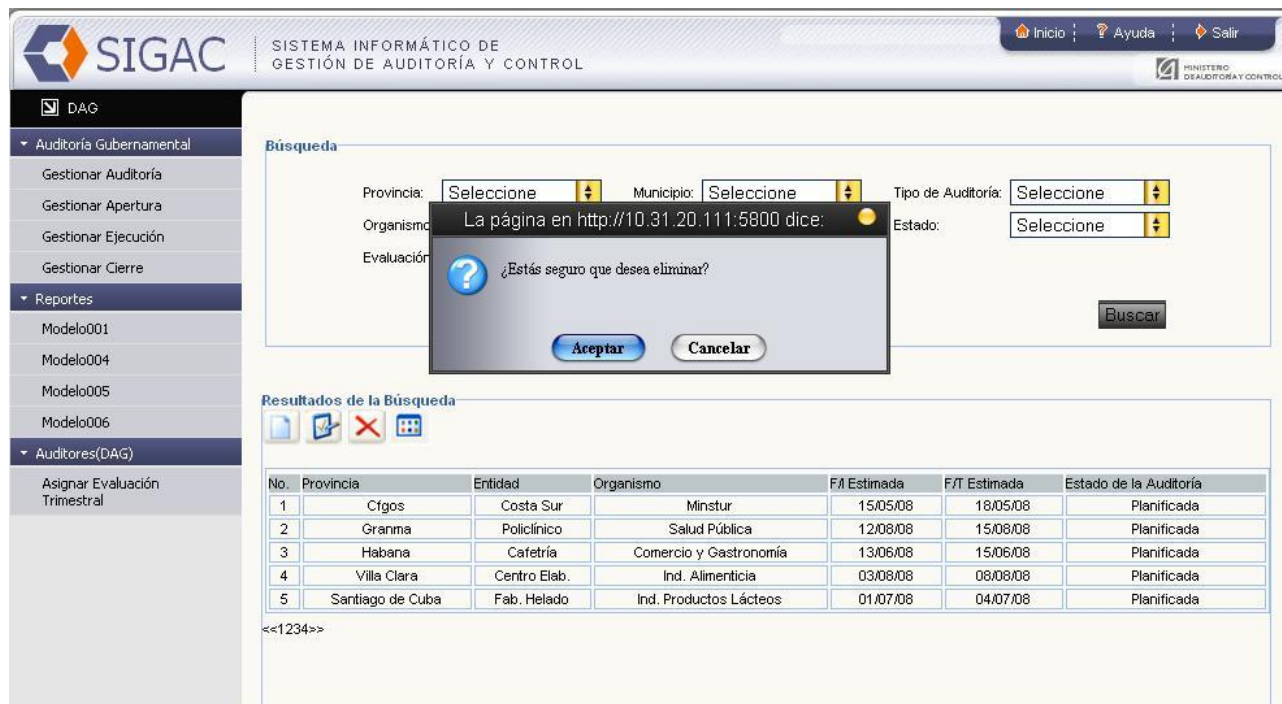 SIGAC
SISTEMA INFORMÁTICO DE
GESTIÓN DE AUDITORÍA Y CONTROL
Inicio
Ayuda
Salir
MINISTERIO
DE AUDITORIA Y CONTROL
DAG
Auditoría Gubernamental
Gestionar Auditoría
Gestionar Apertura
Gestionar Ejecución
Gestionar Cierre
Reportes
Modelo001
Modelo004
Modelo005
Modelo006
Auditores(DAG)
Asignar Evaluación
Trimestral
Búsqueda
Provincia: Seleccione Municipio: Seleccione Tipo de Auditoría: Seleccione
Organismo Estado: Seleccione
Evaluación
La página en http://10.31.20.111:5800 dice:
¿Estás seguro que desea eliminar?
Aceptar Cancelar
Buscar
Resultados de la Búsqueda
No. Provincia Entidad Organismo F/I Estimada F/T Estimada Estado de la Auditoría
1 Cfgos Costa Sur Minstur 15/05/08 18/05/08 Planificada
2 Granma Policlínico Salud Pública 12/08/08 15/08/08 Planificada
3 Habana Cafetría Comercio y Gastronomía 13/06/08 15/06/08 Planificada
4 Villa Clara Centro Elab. Ind. Alimenticia 03/08/08 08/08/08 Planificada
5 Santiago de Cuba Fab. Helado Ind. Productos Lácteos 01/07/08 04/07/08 Planificada
<<1234>>